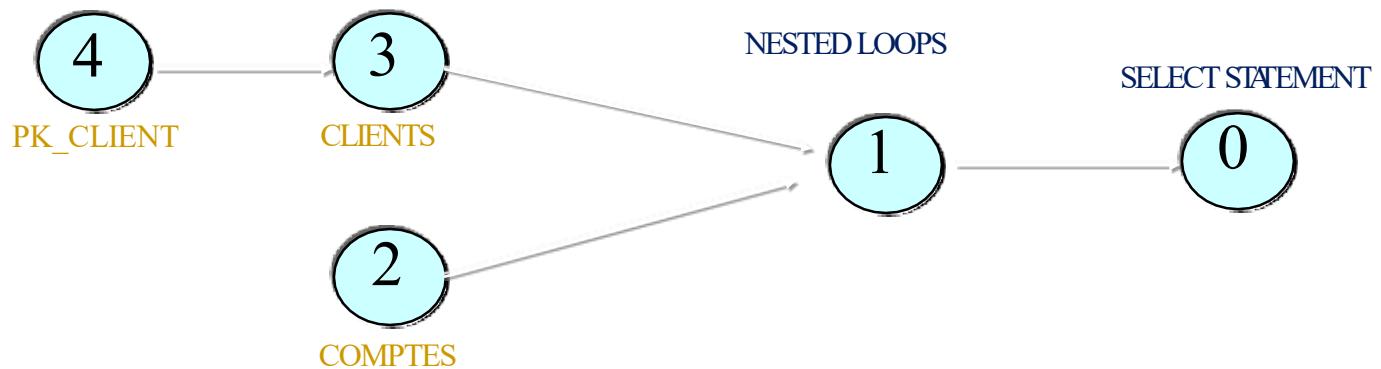 4
3
NESTED LOOPS
SELECT STATEMENT
PK_CLIENT
CLIENTS
1
0
2
COMPTES